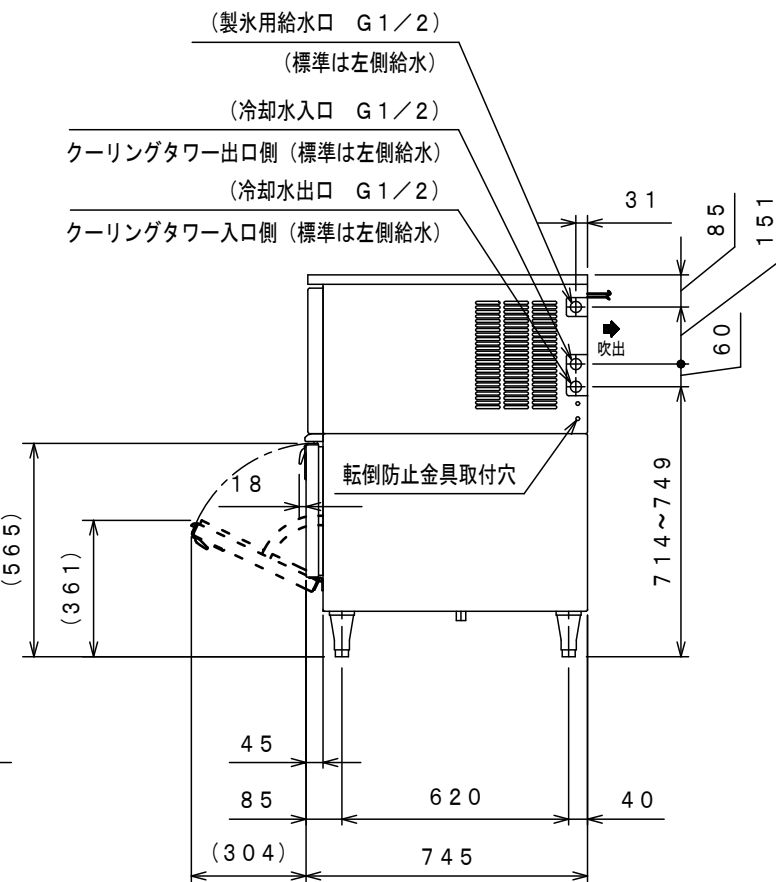 (製氷用給水口 G1/2)
(標準は左側給水)
(冷却水入口 G1/2)
クーリングタワー出口側(標準は左側給水)
(冷却水出口 G1/2)
クーリングタワー入口側(標準は左側給水)
31
85
151
吹出
60
転倒防止金具取付穴
18
(565)
(361)
714~749
45
85
620
40
(304)
745